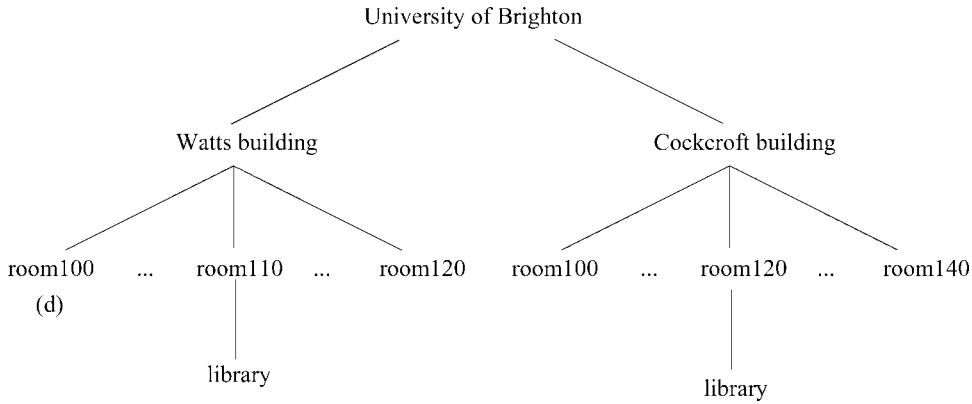 University of Brighton
Watts building Cockcroft building
room100 ... room110 ... room120 room100 ... room120 ... room140
(d)
library
library